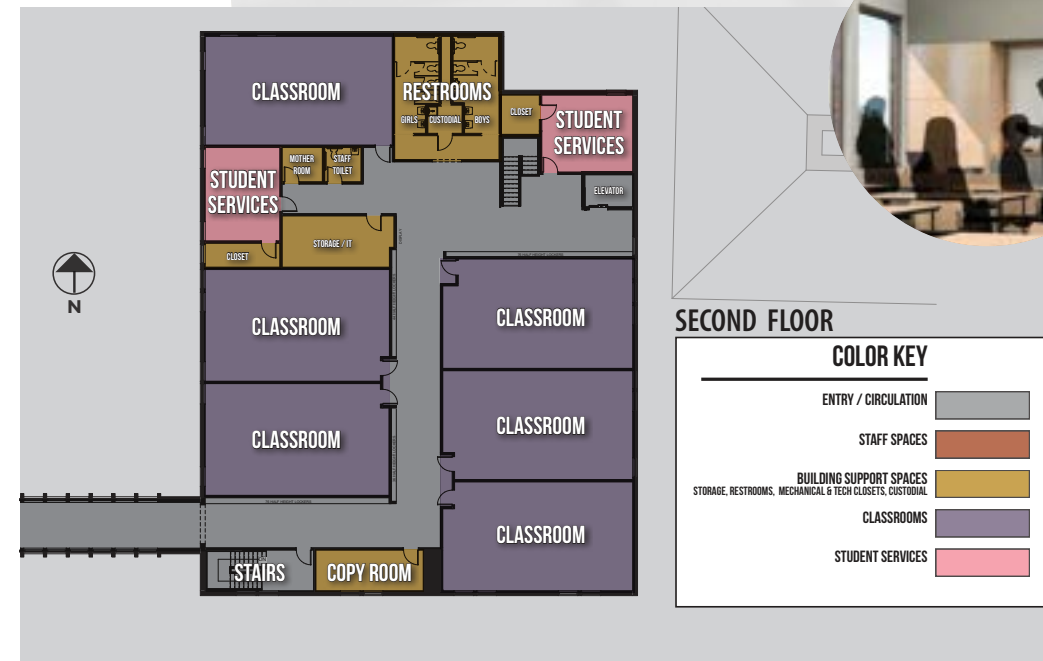 CLASSROOM
RESTROOMS
GIRLS
CUSTODIAL
BOYS
CLOSET
STUDENT
SERVICES
MOTHER
ROOM
STAFF
TOILET
STUDENT
SERVICES
ELEVATOR
STORAGE / IT
CLOSET
N
CLASSROOM
CLASSROOM
CLASSROOM
CLASSROOM
CLASSROOM
STAIRS
COPY ROOM
SECOND FLOOR
COLOR KEY
ENTRY / CIRCULATION
STAFF SPACES
BUILDING SUPPORT SPACES
STORAGE, RESTROOMS, MECHANICAL & TECH CLOSETS, CUSTODIAL
CLASSROOMS
STUDENT SERVICES